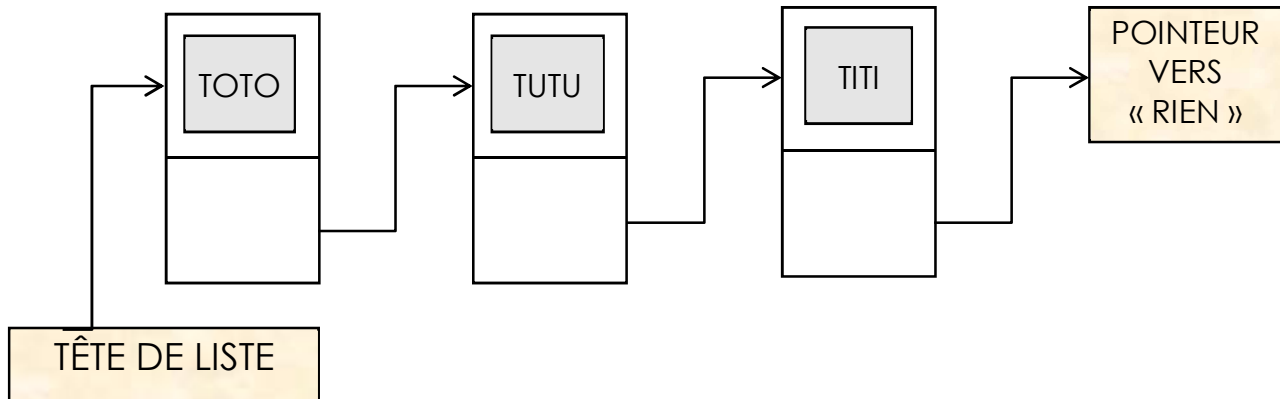 TOTO
TUTU
TITI
POINTEUR
VERS
« RIEN »
TÊTE DE LISTE